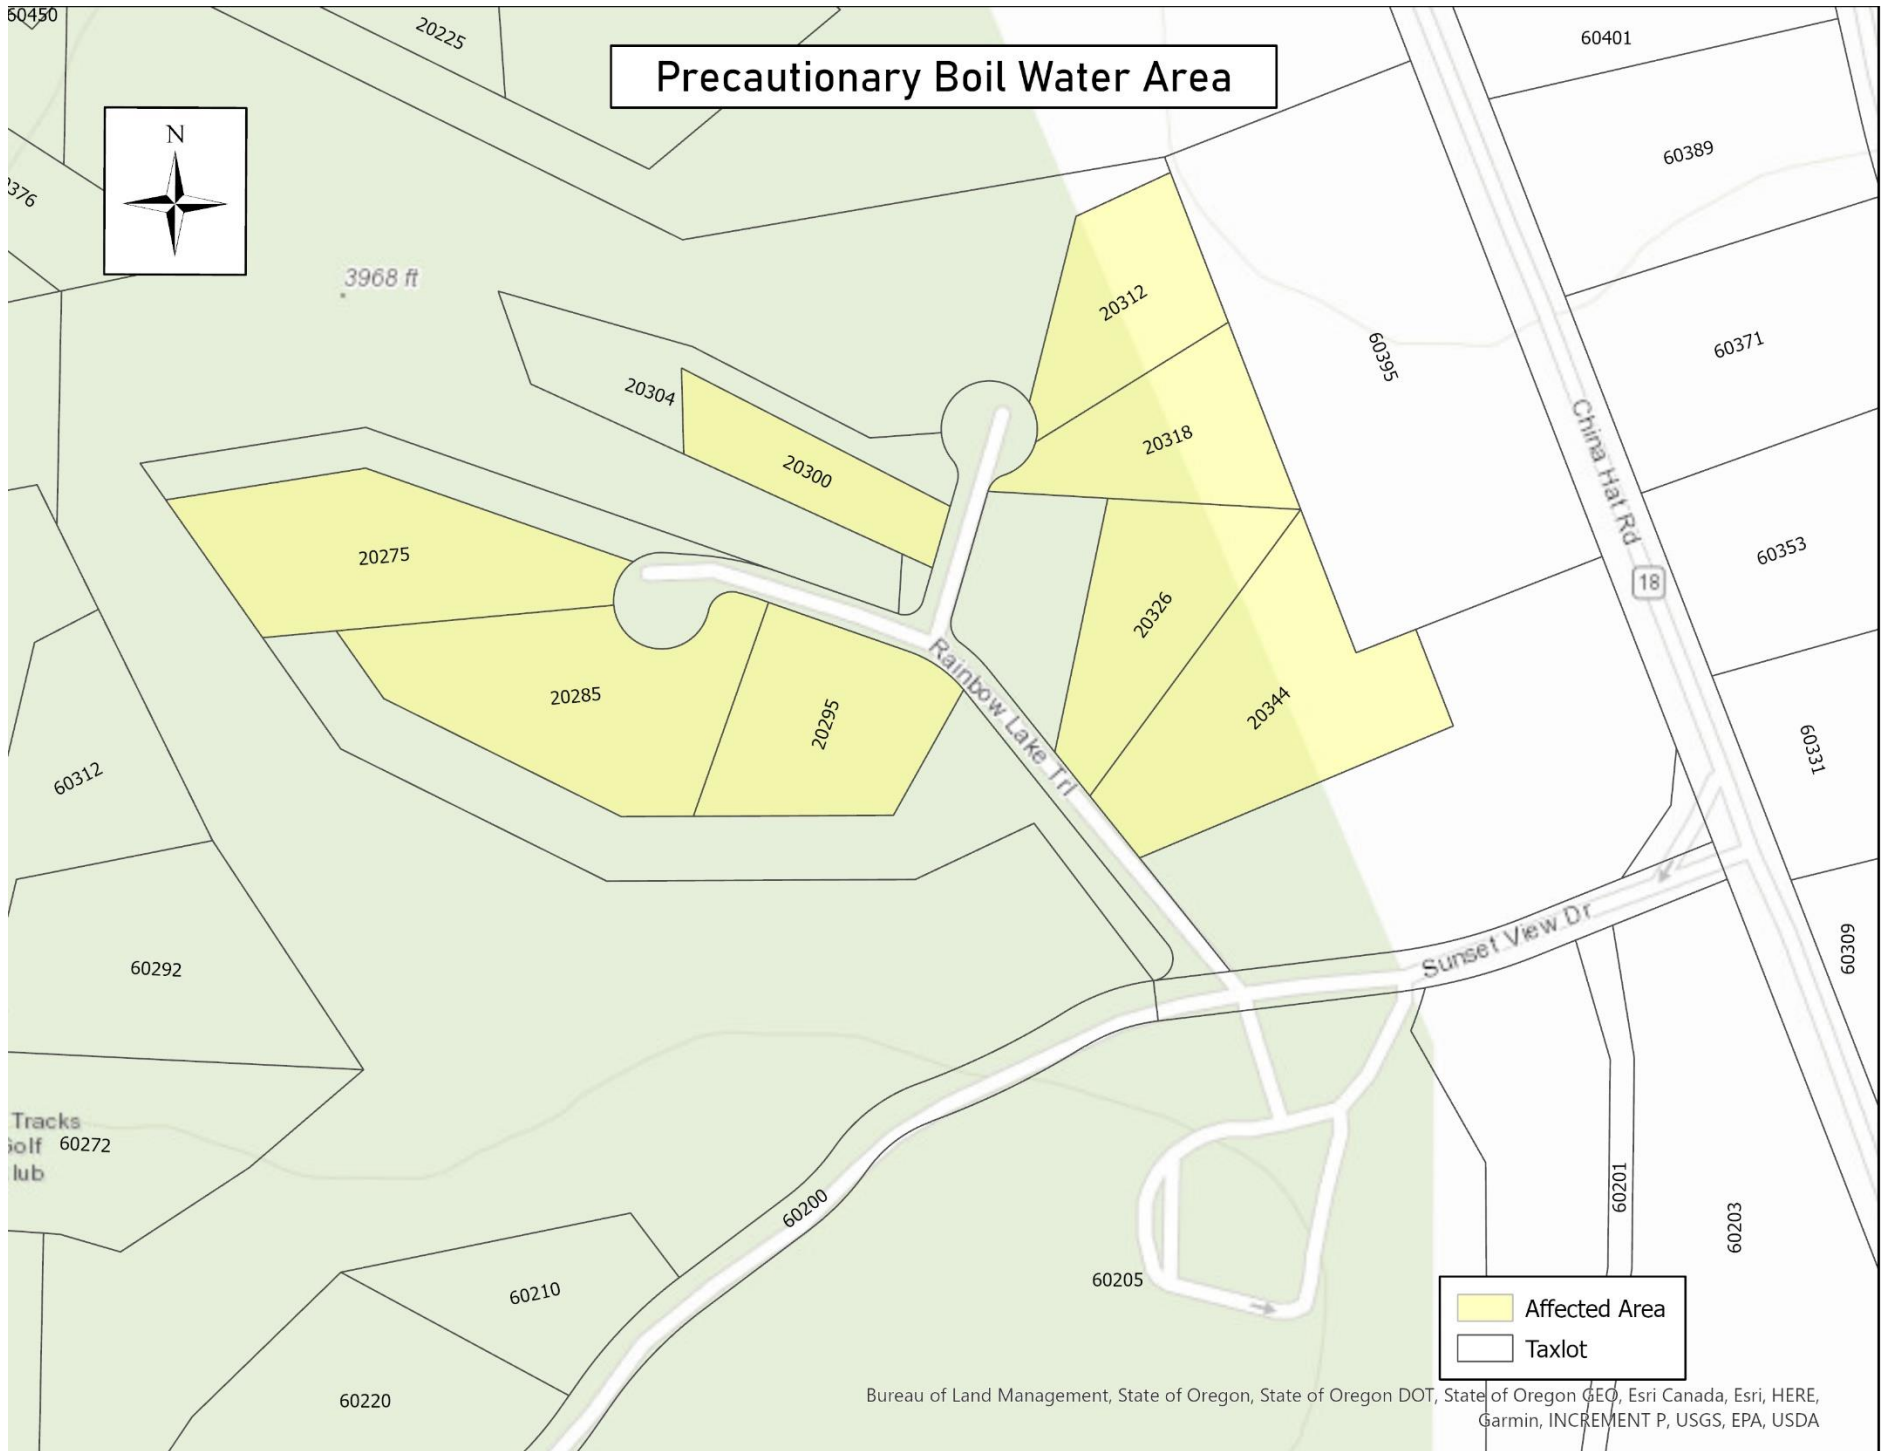 60450
20225
Precautionary Boil Water Area
60401
N
60389
3968 ft
20312
60395
60371
20304
20318
20300
China Hat Rd
60353
20275
18
20326
20285
20295
Rainbow Lake Trl
20344
60331
60312
Sunset View Dr
60309
60292
Tracks
60272
60200
60201
60203
60205
60210
60220
Affected Area
Taxlot
Bureau of Land Management, State of Oregon, State of Oregon DOT, State of Oregon GEO, Esri Canada, Esri, HERE,
Garmin, INCREMENT P, USGS, EPA, USDA